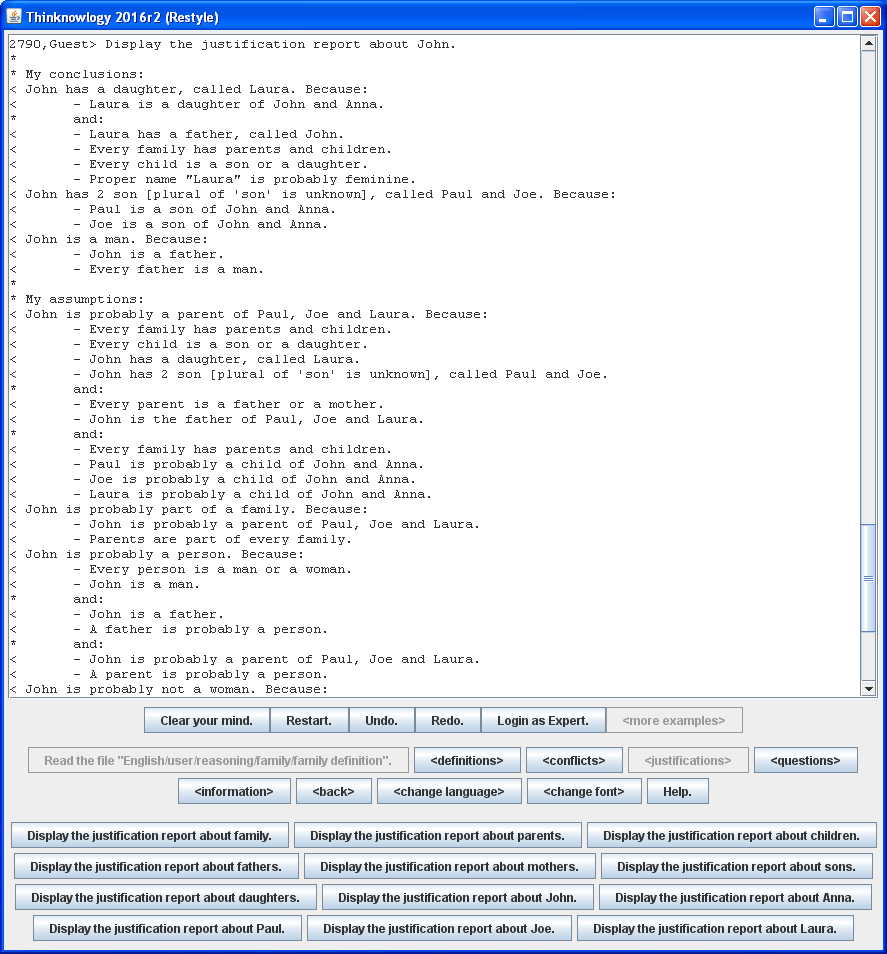 Thinknowlogy 2016r2 (Restyle)
2790,Guest> Display the justification report about John.
*
* My conclusions:
< John has a daughter, called Laura. Because:
<       - Laura is a daughter of John and Anna.
*       and:
<       - Laura has a father, called John.
<       - Every family has parents and children.
<       - Every child is a son or a daughter.
<       - Proper name "Laura" is probably feminine.
< John has 2 son [plural of 'son' is unknown], called Paul and Joe. Because:
<       - Paul is a son of John and Anna.
<       - Joe is a son of John and Anna.
< John is a man. Because:
<       - John is a father.
<       - Every father is a man.
*
* My assumptions:
< John is probably a parent of Paul, Joe and Laura. Because:
<       - Every family has parents and children.
<       - Every child is a son or a daughter.
<       - John has a daughter, called Laura.
<       - John has 2 son [plural of 'son' is unknown], called Paul and Joe.
*       and:
<       - Every parent is a father or a mother.
<       - John is the father of Paul, Joe and Laura.
*       and:
<       - Every family has parents and children.
<       - Paul is probably a child of John and Anna.
<       - Joe is probably a child of John and Anna.
<       - Laura is probably a child of John and Anna.
< John is probably part of a family. Because:
<       - John is probably a parent of Paul, Joe and Laura.
<       - Parents are part of every family.
< John is probably a person. Because:
<       - Every person is a man or a woman.
<       - John is a man.
*       and:
<       - John is a father.
<       - A father is probably a person.
*       and:
<       - John is probably a parent of Paul, Joe and Laura.
<       - A parent is probably a person.
< John is probably not a woman. Because:
Clear your mind. Restart. Undo. Redo. Login as Expert. <more examples>
Read the file "English/user/reasoning/family/family definition". <definitions> <conflicts> <justifications> <questions>
<information> <back> <change language> <change font> Help.
Display the justification report about family. Display the justification report about parents. Display the justification report about children.
Display the justification report about fathers. Display the justification report about mothers. Display the justification report about sons.
Display the justification report about daughters. Display the justification report about John. Display the justification report about Anna.
Display the justification report about Paul. Display the justification report about Joe. Display the justification report about Laura.